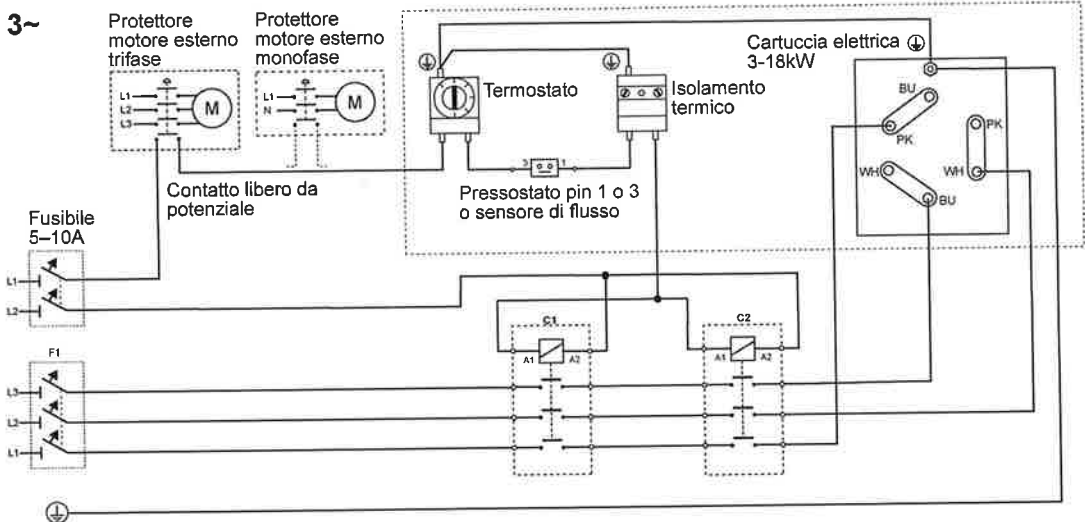 3~
Protettore
motore esterno
trifase
Protettore
motore esterno
monofase
L1
L2
L3
M
L1
N
M
Termostato
Isolamento
termico
Cartuccia elettrica
3-18kW
BU
PK
PK
WH
WH
BU
3
1
Contatto libero da
potenziale
Pressostato pin 1 o 3
o sensore di flusso
Fusibile
5–10A
L1
L2
C1
A1
A2
C2
A1
A2
F1
L3
L2
L1